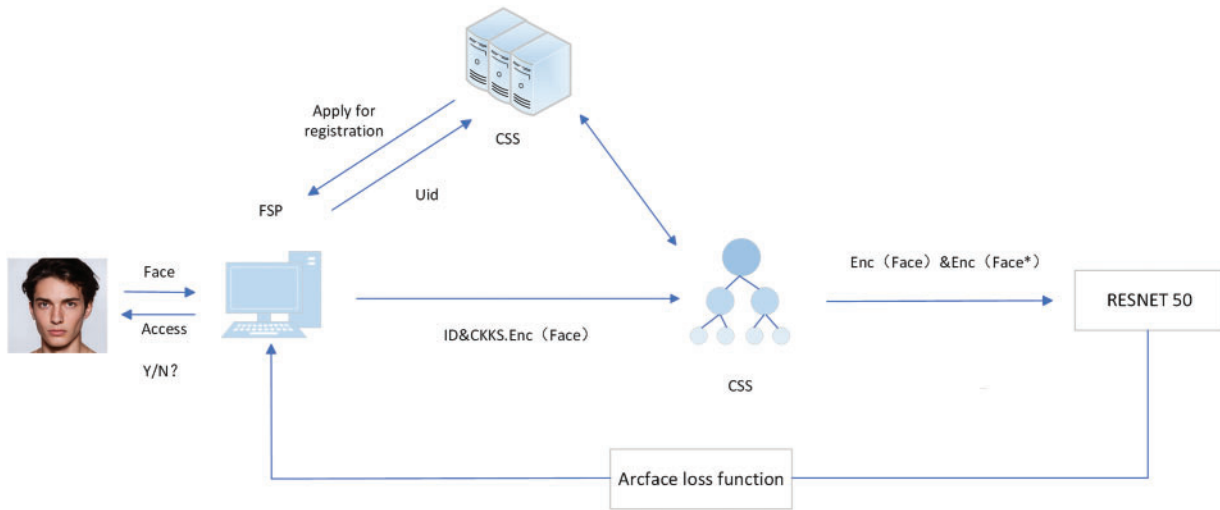 CSS
Apply for
registration
Uid
FSP
Face
Access
Y/N?
ID&CKKS.Enc（Face）
CSS
Enc（Face）&Enc（Face*）
RESNET 50
Arcface loss function